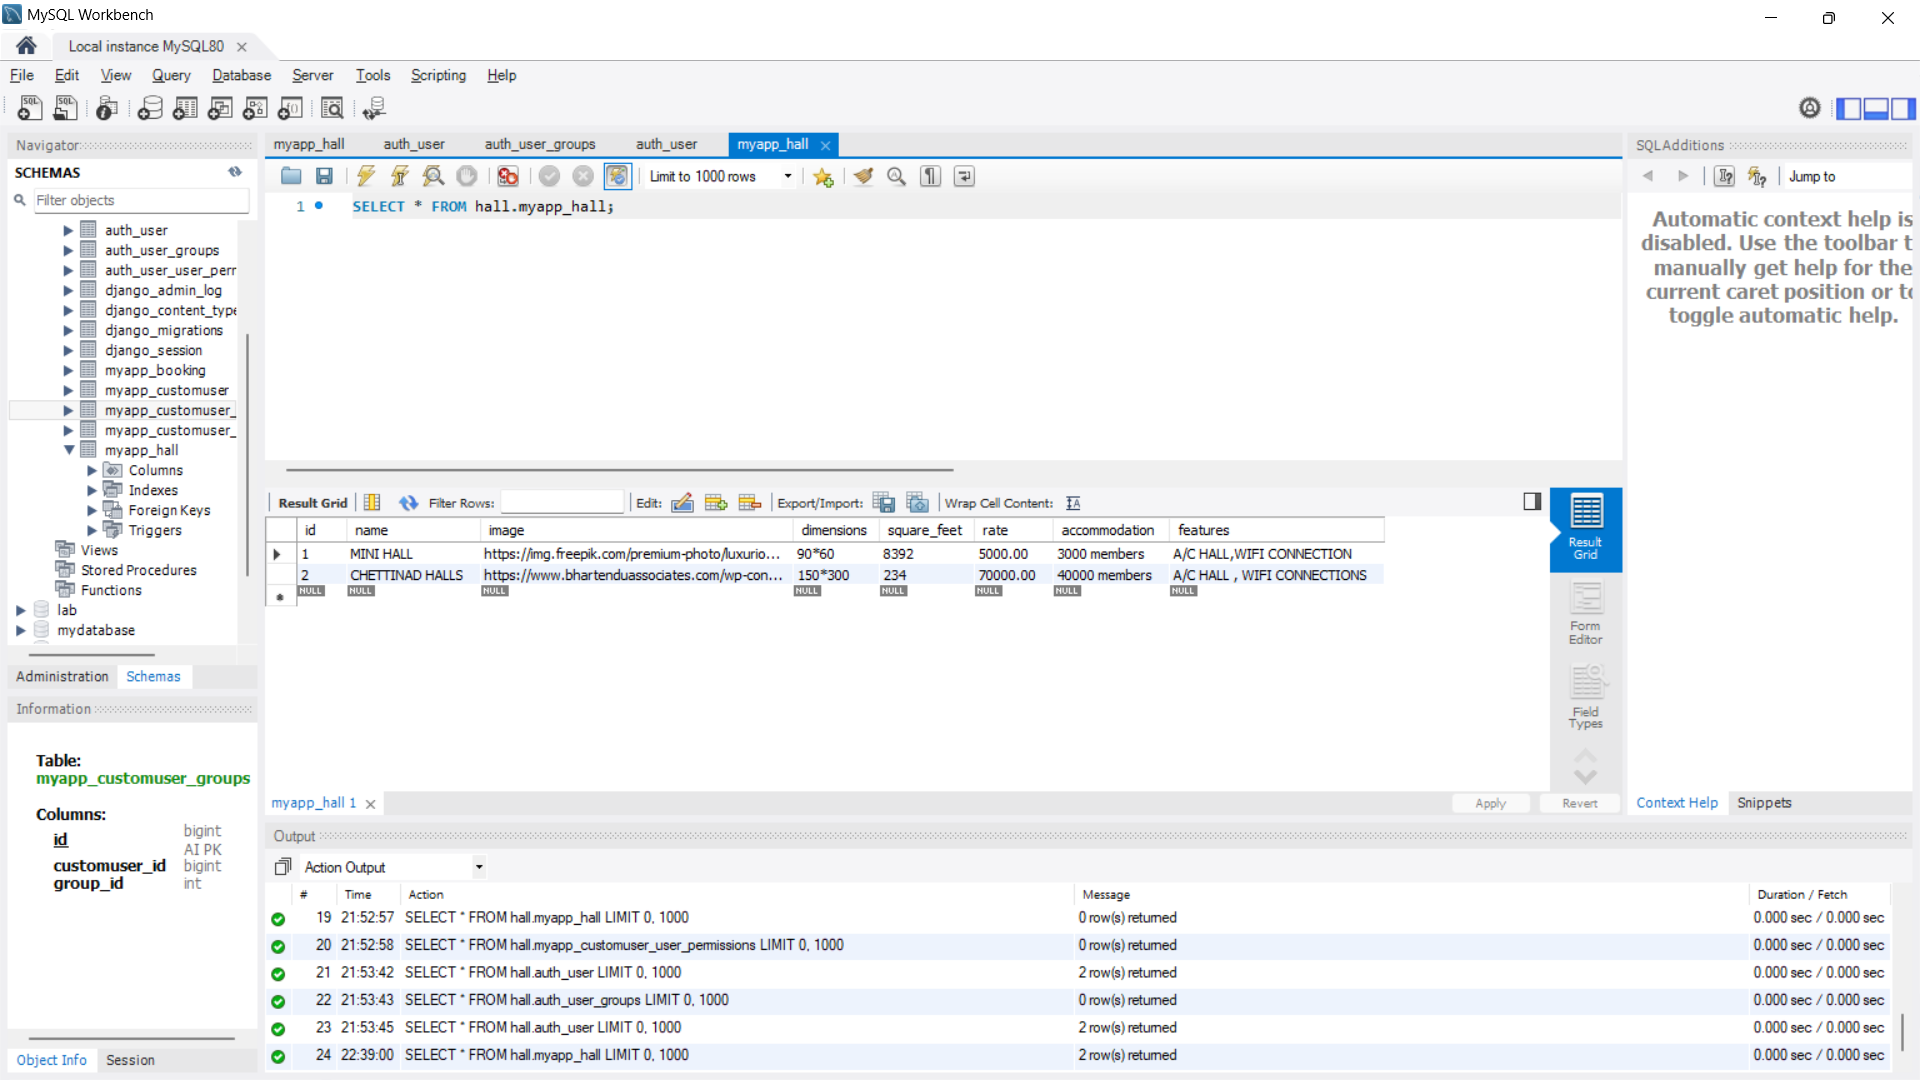 MySQL Workbench
Local instance MySQL80
File Edit View Query Database Server Tools Scripting Help
Navigator
SCHEMAS
Filter objects
auth_user
auth_user_groups
auth_user_user_perr
django_admin_log
django_content_type
django_migrations
django_session
myapp_booking
myapp_customuser
myapp_customuser_
myapp_customuser_
myapp_hall
Columns
Indexes
Foreign Keys
Triggers
Views
Stored Procedures
Functions
lab
mydatabase
Administration Schemas
Information
Table:
myapp_customuser_groups
Columns:
id bigint AI PK
customuser_id bigint
group_id int
Object Info Session
myapp_hall auth_user auth_user_groups auth_user myapp_hall
Limit to 1000 rows
1 SELECT * FROM hall.myapp_hall;
Result Grid Filter Rows: Edit: Export/Import: Wrap Cell Content:
id name image dimensions square_feet rate accommodation features
1 MINI HALL https://img.freepik.com/premium-photo/luxurio... 90*60 8392 5000.00 3000 members A/C HALL,WIFI CONNECTION
2 CHETTINAD HALLS https://www.bhartenduassociates.com/wp-con... 150*300 234 70000.00 40000 members A/C HALL , WIFI CONNECTIONS
NULL NULL NULL NULL NULL NULL NULL NULL
Result Grid
Form Editor
Field Types
myapp_hall 1
Apply Revert
SQLAdditions
Jump to
Automatic context help is
disabled. Use the toolbar t
manually get help for the
current caret position or to
toggle automatic help.
Context Help Snippets
Output
Action Output
# Time Action Message Duration / Fetch
19 21:52:57 SELECT * FROM hall.myapp_hall LIMIT 0, 1000 0 row(s) returned 0.000 sec / 0.000 sec
20 21:52:58 SELECT * FROM hall.myapp_customuser_user_permissions LIMIT 0, 1000 0 row(s) returned 0.000 sec / 0.000 sec
21 21:53:42 SELECT * FROM hall.auth_user LIMIT 0, 1000 2 row(s) returned 0.000 sec / 0.000 sec
22 21:53:43 SELECT * FROM hall.auth_user_groups LIMIT 0, 1000 0 row(s) returned 0.000 sec / 0.000 sec
23 21:53:45 SELECT * FROM hall.auth_user LIMIT 0, 1000 2 row(s) returned 0.000 sec / 0.000 sec
24 22:39:00 SELECT * FROM hall.myapp_hall LIMIT 0, 1000 2 row(s) returned 0.000 sec / 0.000 sec